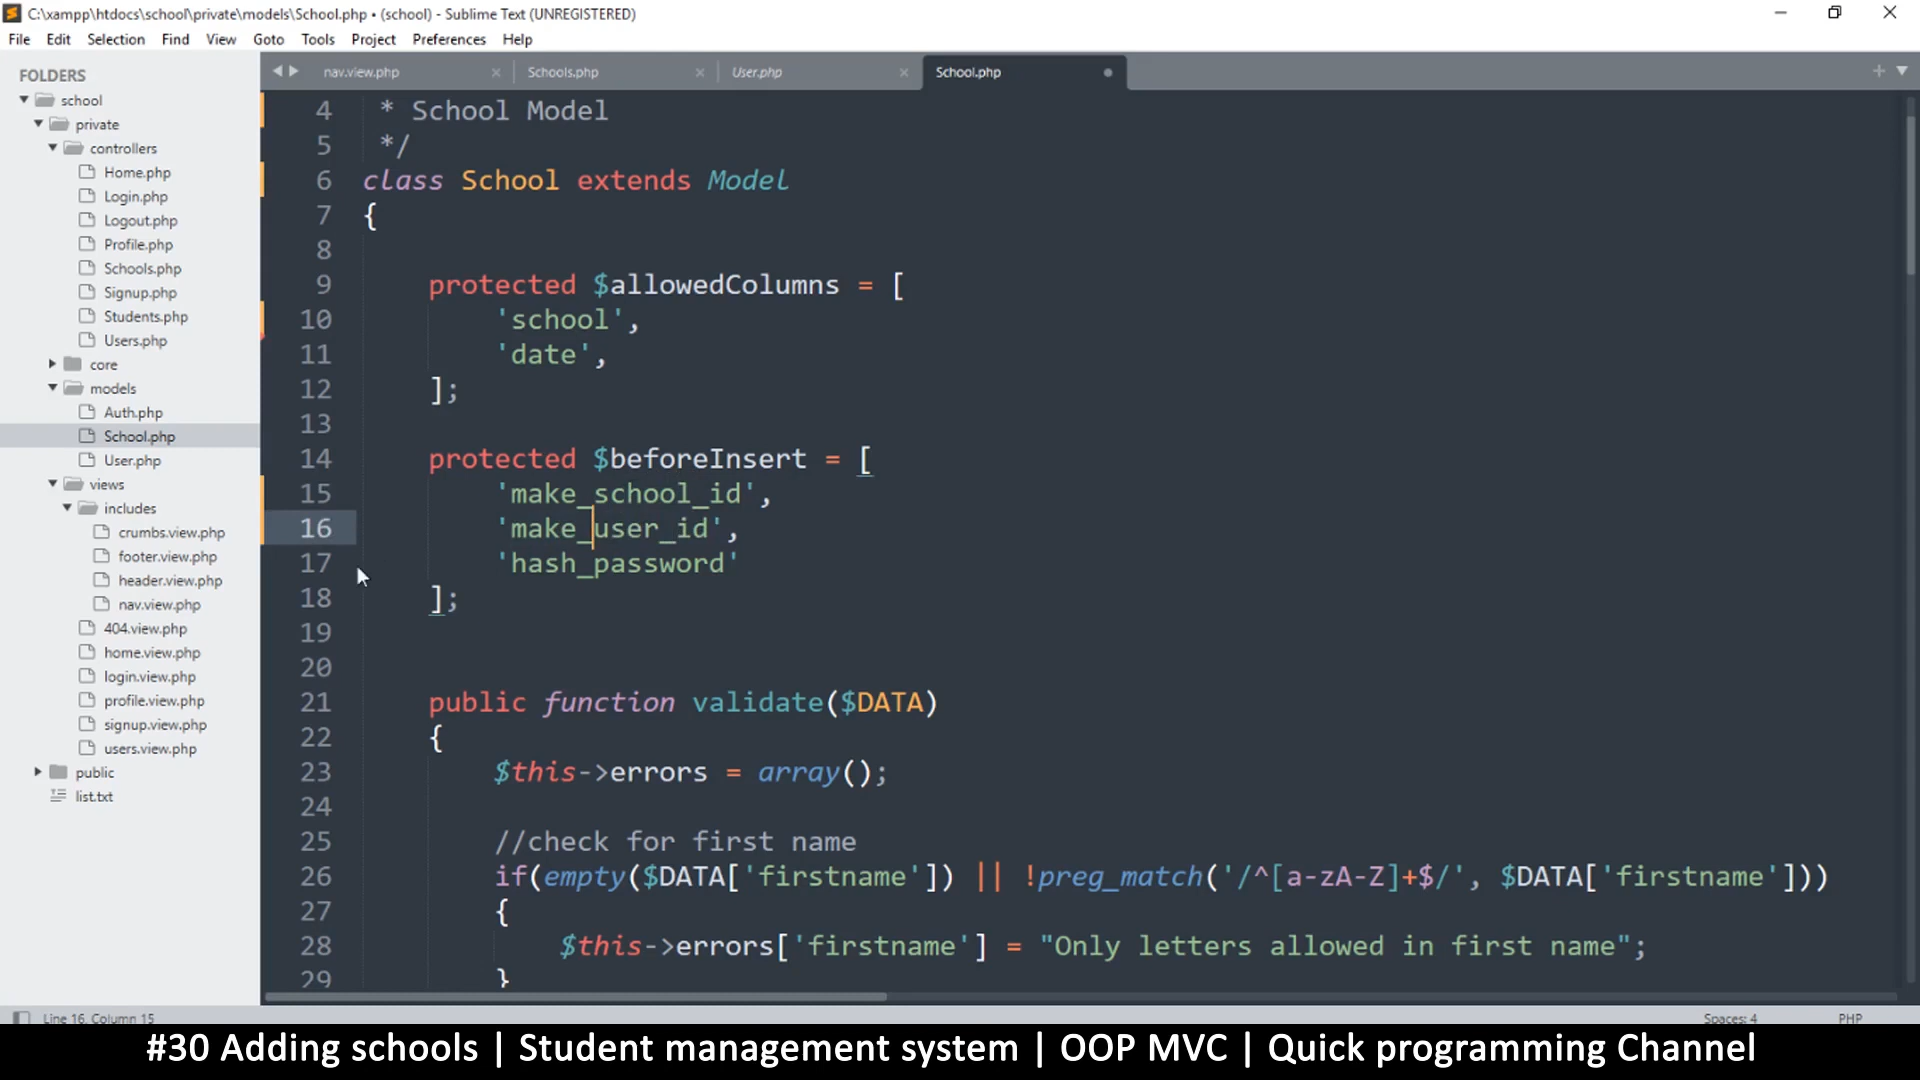 C:\xampp\htdocs\school\private\models\School.php • (school) - Sublime Text (UNREGISTERED)
File Edit Selection Find View Goto Tools Project Preferences Help
FOLDERS
school
private
controllers
Home.php
Login.php
Logout.php
Profile.php
Schools.php
Signup.php
Students.php
Users.php
core
models
Auth.php
School.php
User.php
views
includes
crumbs.view.php
footer.view.php
header.view.php
nav.view.php
404.view.php
home.view.php
login.view.php
profile.view.php
signup.view.php
users.view.php
public
list.txt
nav.view.php Schools.php User.php School.php
4 * School Model
5 */
6 class School extends Model
7 {
8
9 protected $allowedColumns = [
10 'school',
11 'date',
12 ];
13
14 protected $beforeInsert = [
15 'make_school_id',
16 'make_user_id',
17 'hash_password'
18 ];
19
20
21 public function validate($DATA)
22 {
23 $this->errors = array();
24
25 //check for first name
26 if(empty($DATA['firstname']) || !preg_match('/^[a-zA-Z]+$/', $DATA['firstname']))
27 {
28 $this->errors['firstname'] = "Only letters allowed in first name";
29 }
Line 16, Column 15 Spaces: 4 PHP
#30 Adding schools | Student management system | OOP MVC | Quick programming Channel